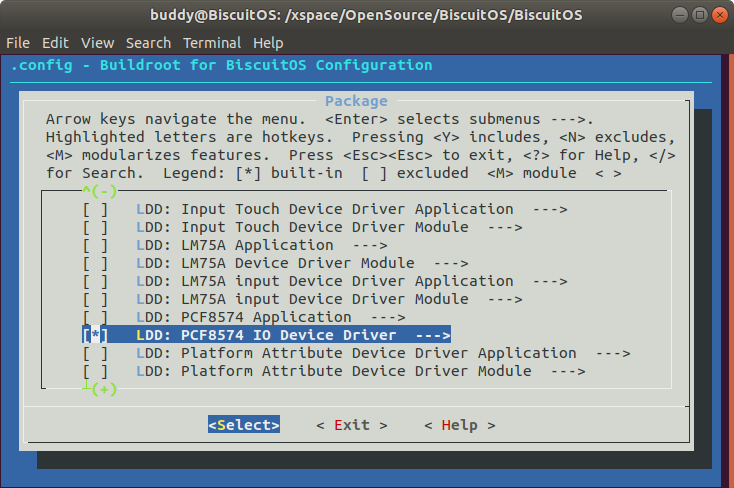 buddy@BiscuitOS: /xspace/OpenSource/BiscuitOS/BiscuitOS
File Edit View Search Terminal Help
.config - Buildroot for BiscuitOS Configuration
Package
Arrow keys navigate the menu. <Enter> selects submenus --->.
Highlighted letters are hotkeys. Pressing <Y> includes, <N> excludes,
<M> modularizes features. Press <Esc><Esc> to exit, <?> for Help, </>
for Search. Legend: [*] built-in [ ] excluded <M> module < >
^(-)
[ ] LDD: Input Touch Device Driver Application --->
[ ] LDD: Input Touch Device Driver Module --->
[ ] LDD: LM75A Application --->
[ ] LDD: LM75A Device Driver Module --->
[ ] LDD: LM75A input Device Driver Application --->
[ ] LDD: LM75A input Device Driver Module --->
[ ] LDD: PCF8574 Application --->
[*] LDD: PCF8574 IO Device Driver --->
[ ] LDD: Platform Attribute Device Driver Application --->
[ ] LDD: Platform Attribute Device Driver Module --->
┴(+)
<Select> < Exit > < Help >